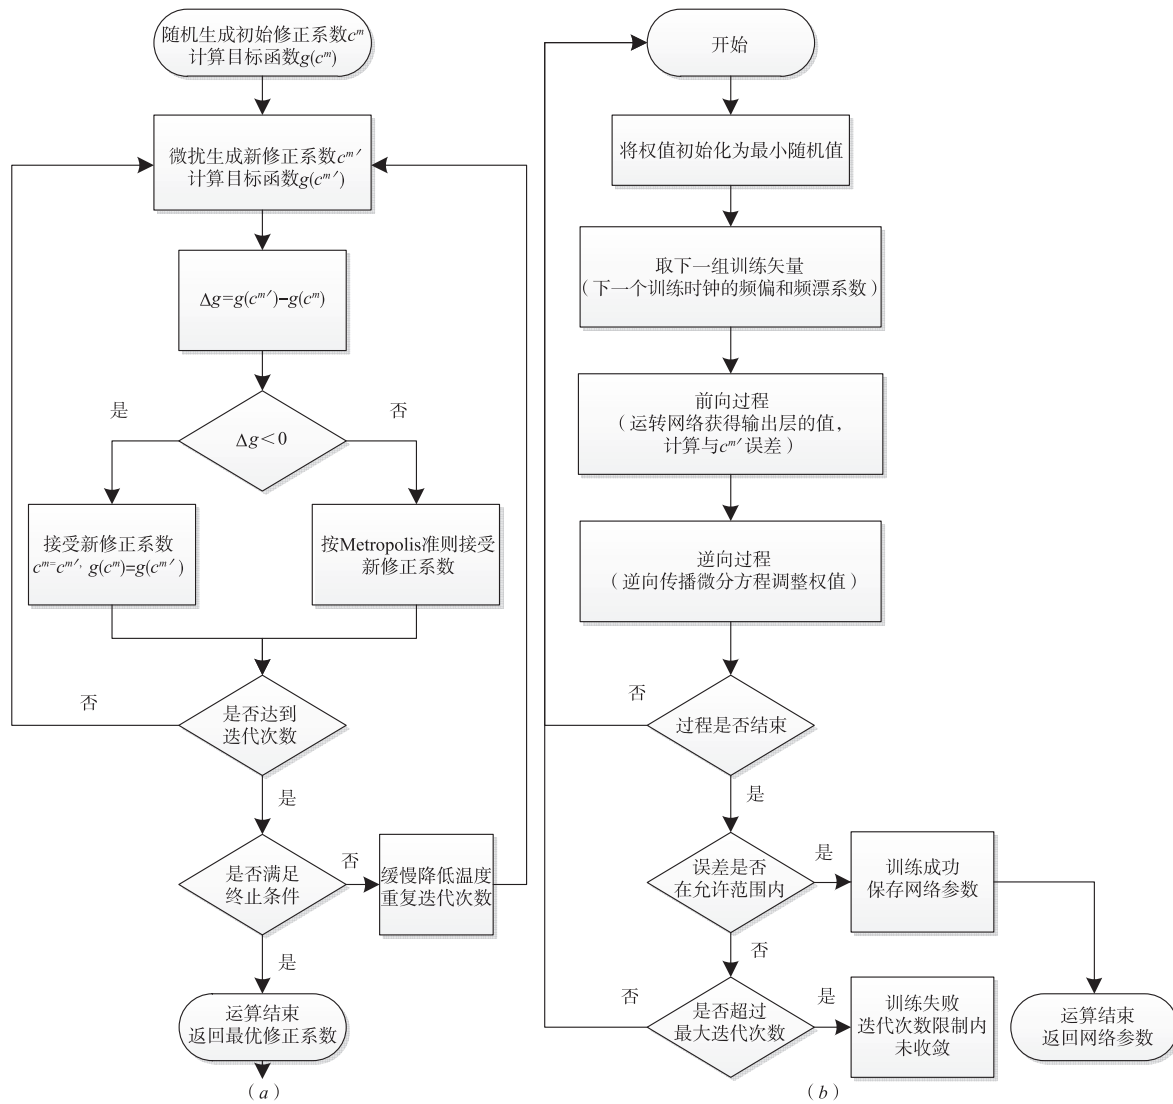 随机生成初始修正系数cᵐ
计算目标函数g(cᵐ)
微扰生成新修正系数cᵐ′
计算目标函数g(cᵐ′)
Δg=g(cᵐ′)−g(cᵐ)
Δg＜0
是
否
接受新修正系数
cᵐ⁼cᵐ′, g(cᵐ)=g(cᵐ′)
按Metropolis准则接受
新修正系数
是否达到
迭代次数
否
是
是否满足
终止条件
否
缓慢降低温度
重复迭代次数
是
运算结束
返回最优修正系数
（a）
开始
将权值初始化为最小随机值
取下一组训练矢量
（下一个训练时钟的频偏和频漂系数）
前向过程
（运转网络获得输出层的值，
计算与cᵐ′误差）
逆向过程
（逆向传播微分方程调整权值）
过程是否结束
否
是
误差是否
在允许范围内
是
训练成功
保存网络参数
否
是否超过
最大迭代次数
否
是
训练失败
迭代次数限制内
未收敛
运算结束
返回网络参数
（b）